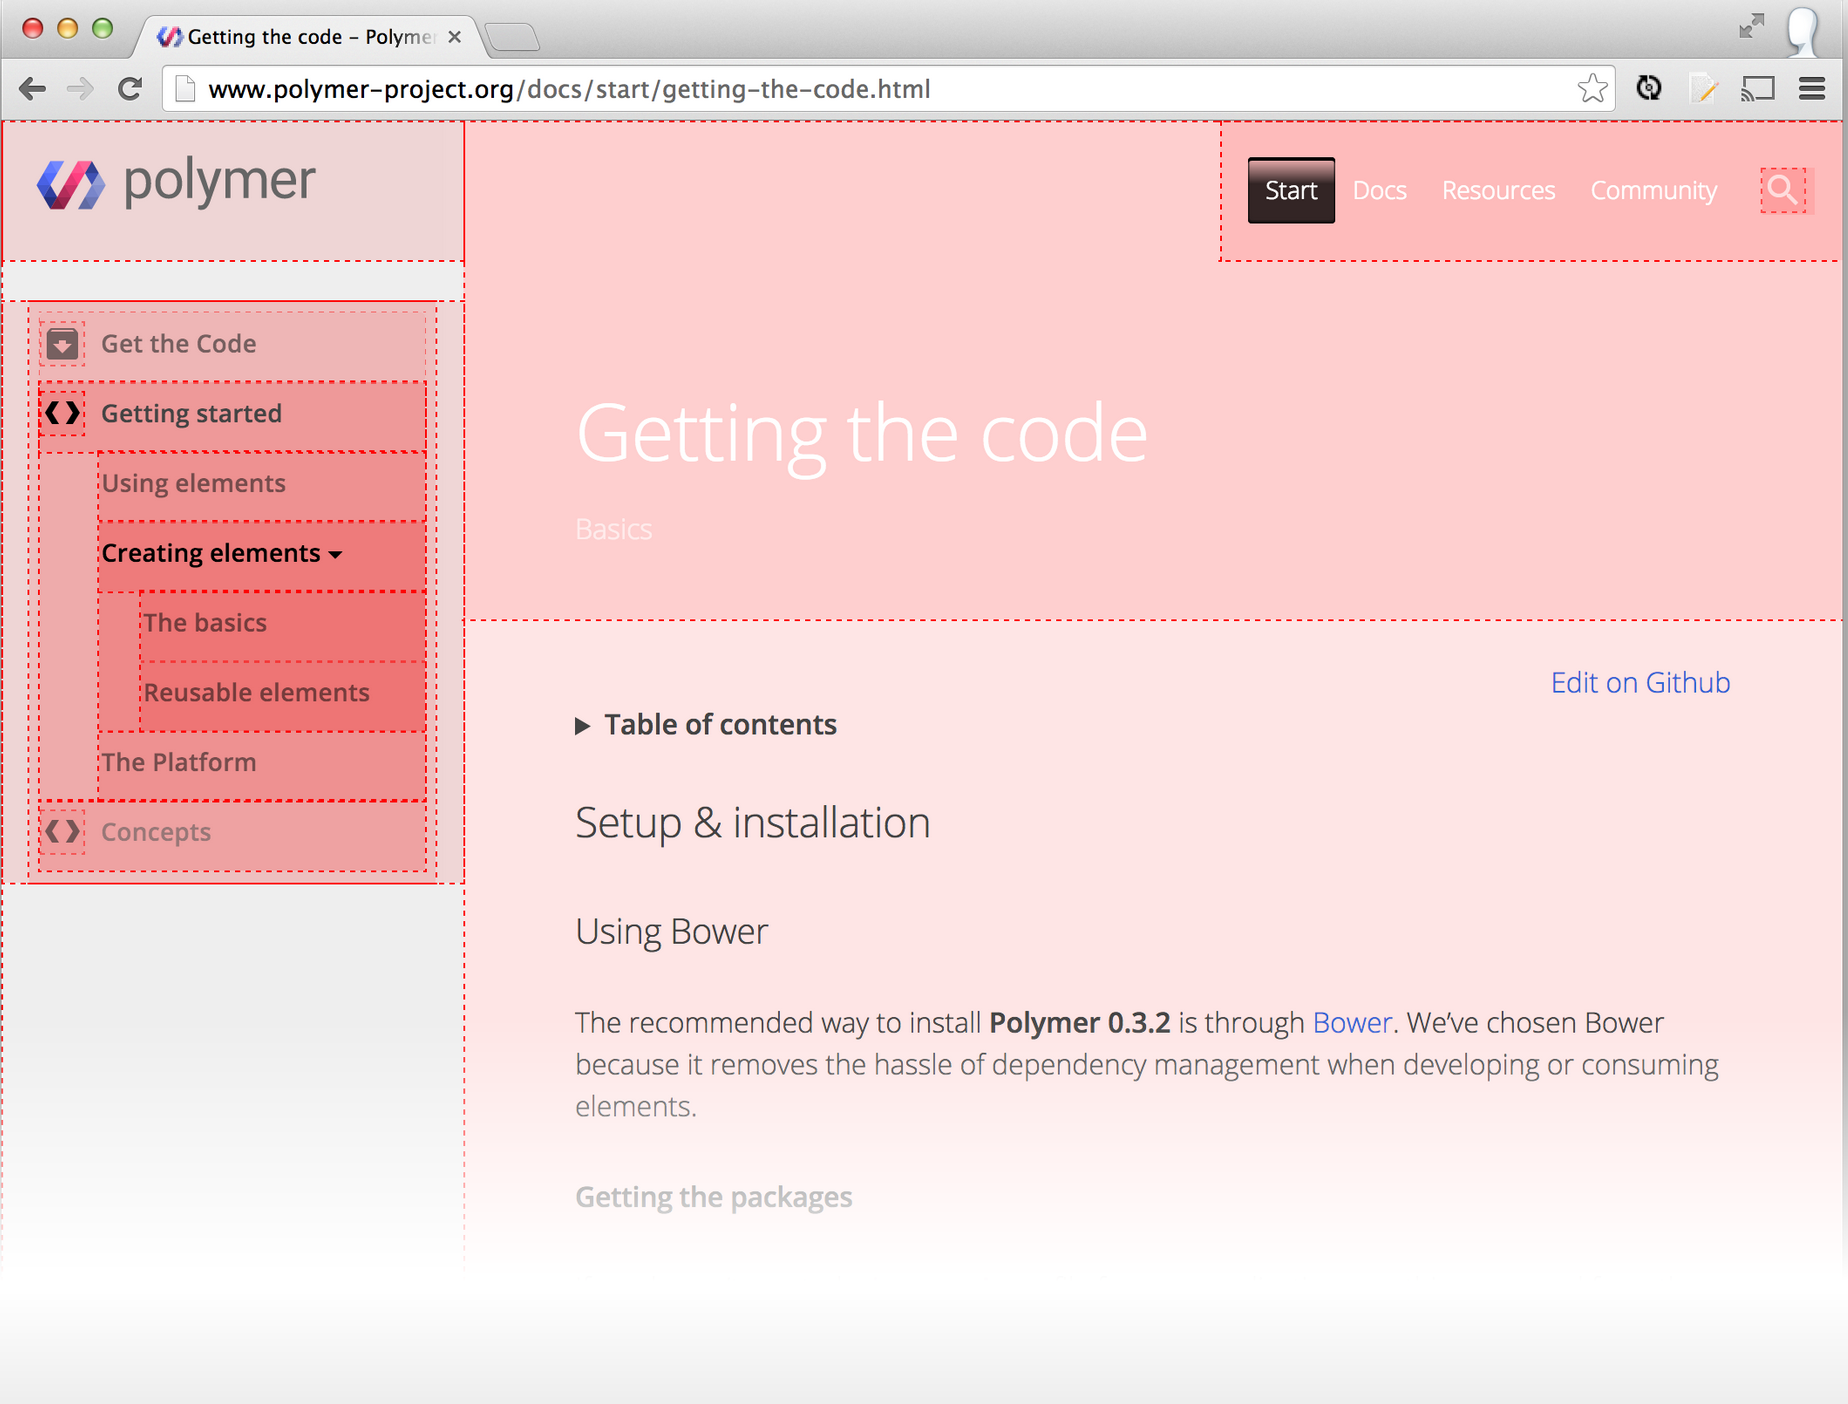 Getting the code – Polymer
www.polymer-project.org/docs/start/getting-the-code.html
polymer
Start
Docs
Resources
Community
Get the Code
Getting started
Using elements
Creating elements
The basics
Reusable elements
The Platform
Concepts
Getting the code
Basics
Edit on Github
Table of contents
Setup & installation
Using Bower
The recommended way to install Polymer 0.3.2 is through Bower. We’ve chosen Bower
because it removes the hassle of dependency management when developing or consuming
elements.
Getting the packages